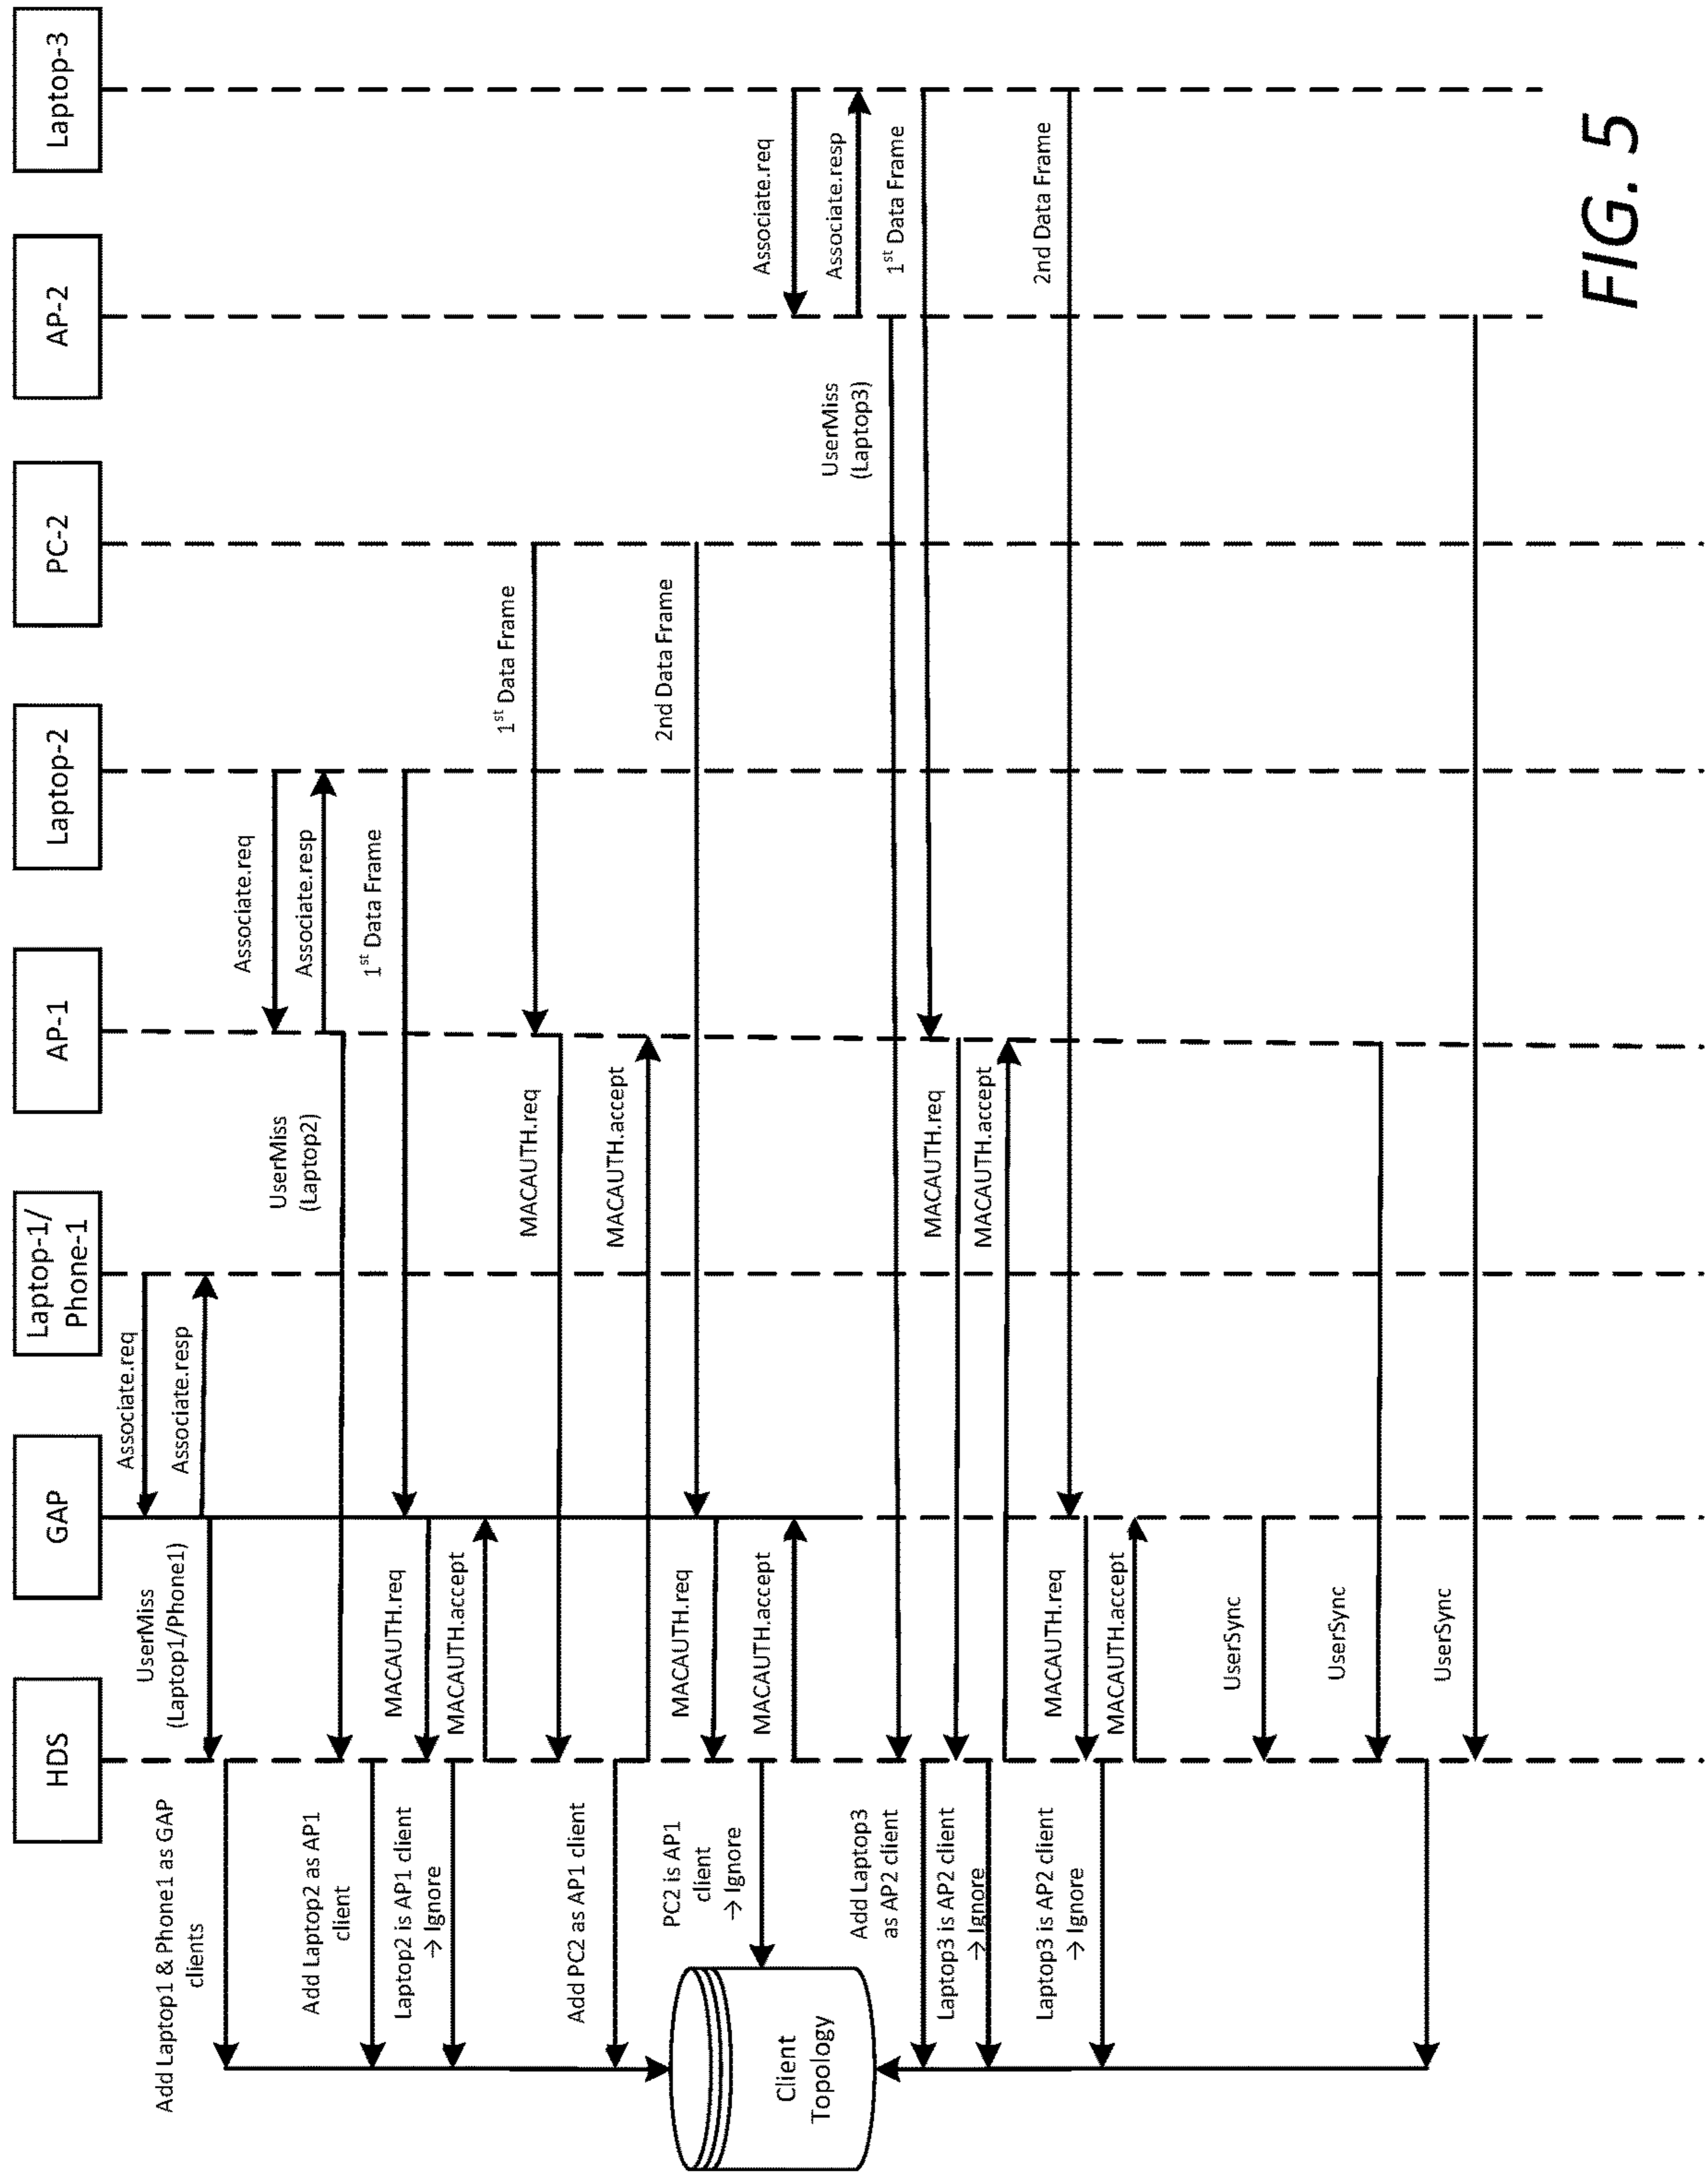 HDS
GAP
Laptop-1/
Phone-1
AP-1
Laptop-2
PC-2
AP-2
Laptop-3
Associate.req
Associate.resp
UserMiss
(Laptop1/Phone1)
Add Laptop1 & Phone1 as GAP
clients
Associate.req
Associate.resp
UserMiss
(Laptop2)
Add Laptop2 as AP1
client
1st Data Frame
MACAUTH.req
Laptop2 is AP1 client
→ Ignore
MACAUTH.accept
1st Data Frame
MACAUTH.req
Add PC2 as AP1 client
MACAUTH.accept
2nd Data Frame
MACAUTH.req
PC2 is AP1
client
→ Ignore
MACAUTH.accept
Associate.req
Associate.resp
UserMiss
(Laptop3)
Add Laptop3
as AP2 client
1st Data Frame
MACAUTH.req
Laptop3 is AP2 client
→ Ignore
MACAUTH.accept
2nd Data Frame
MACAUTH.req
Laptop3 is AP2 client
→ Ignore
MACAUTH.accept
UserSync
UserSync
UserSync
Client
Topology
FIG. 5